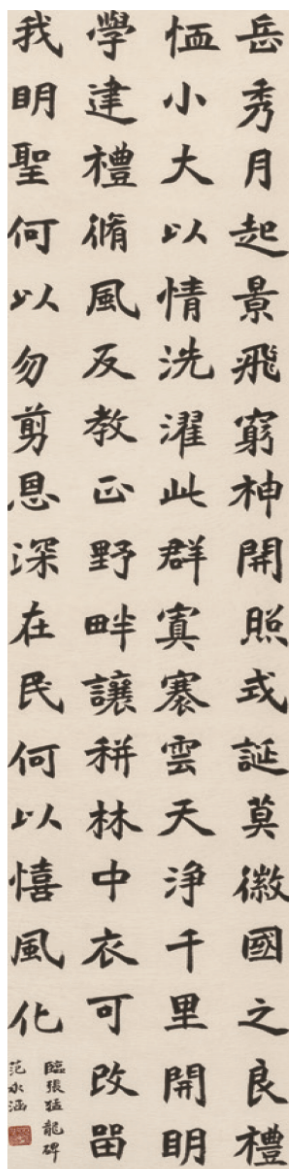 岳秀月起景飛窮神開照式誕莫徽國之良禮
恤小大以情洗濯此群寘褰雲天淨千里開明
學建禮脩風反教正野畔讓秝林中衣可改留
我明聖何以勿剪恩深在民何以憘風化
臨張猛龍碑
范水涵